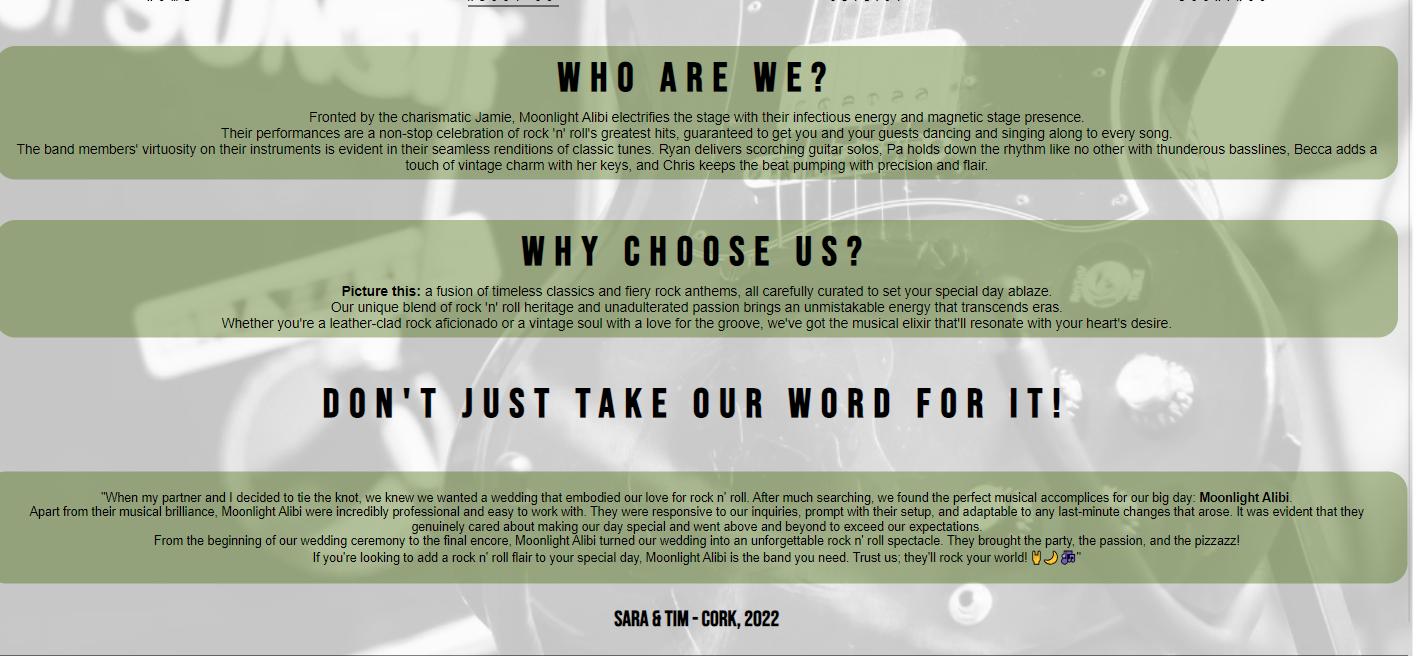 WHO ARE WE?
Fronted by the charismatic Jamie, Moonlight Alibi electrifies the stage with their infectious energy and magnetic stage presence.
Their performances are a non-stop celebration of rock 'n' roll's greatest hits, guaranteed to get you and your guests dancing and singing along to every song.
The band members' virtuosity on their instruments is evident in their seamless renditions of classic tunes. Ryan delivers scorching guitar solos, Pa holds down the rhythm like no other with thunderous basslines, Becca adds a
touch of vintage charm with her keys, and Chris keeps the beat pumping with precision and flair.
WHY CHOOSE US?
Picture this: a fusion of timeless classics and fiery rock anthems, all carefully curated to set your special day ablaze.
Our unique blend of rock 'n' roll heritage and unadulterated passion brings an unmistakable energy that transcends eras.
Whether you're a leather-clad rock aficionado or a vintage soul with a love for the groove, we've got the musical elixir that'll resonate with your heart's desire.
DON'T JUST TAKE OUR WORD FOR IT!
"When my partner and I decided to tie the knot, we knew we wanted a wedding that embodied our love for rock n' roll. After much searching, we found the perfect musical accomplices for our big day: Moonlight Alibi.
Apart from their musical brilliance, Moonlight Alibi were incredibly professional and easy to work with. They were responsive to our inquiries, prompt with their setup, and adaptable to any last-minute changes that arose. It was evident that they
genuinely cared about making our day special and went above and beyond to exceed our expectations.
From the beginning of our wedding ceremony to the final encore, Moonlight Alibi turned our wedding into an unforgettable rock n' roll spectacle. They brought the party, the passion, and the pizzazz!
If you're looking to add a rock n' roll flair to your special day, Moonlight Alibi is the band you need. Trust us; they'll rock your world! 🤘🌙🎶"
SARA & TIM - CORK, 2022